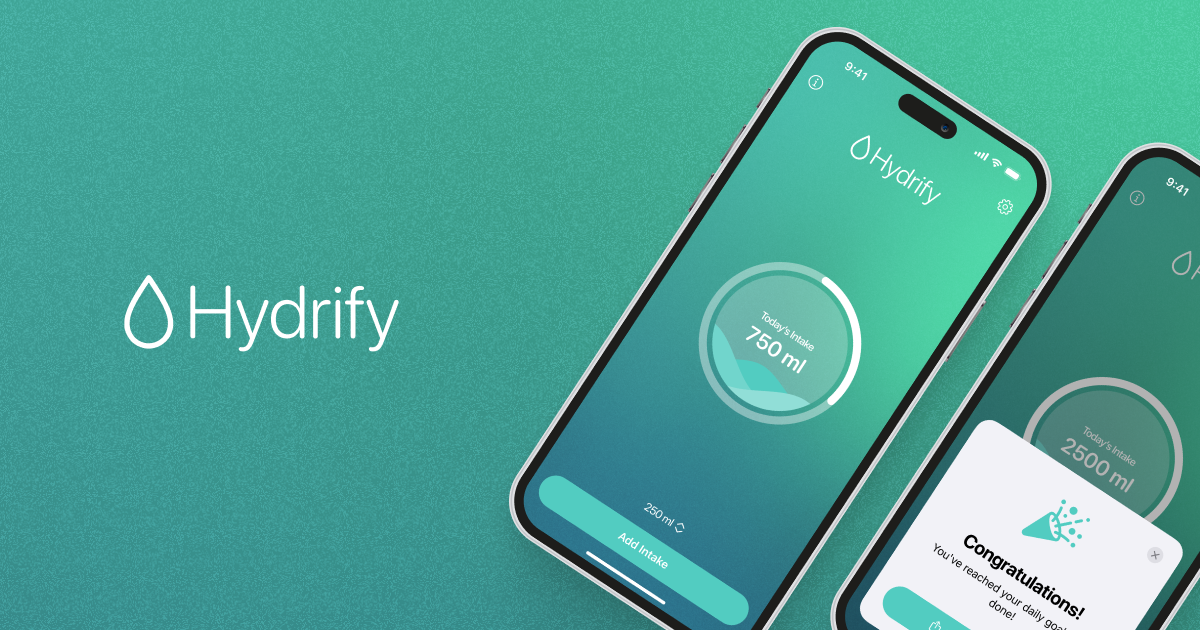 Hydrify
9:41
Hydrify
Today's Intake
750 ml
250 ml
Add Intake
9:41
Today's Intake
2500 ml
Congratulations!
You've reached your daily
done!